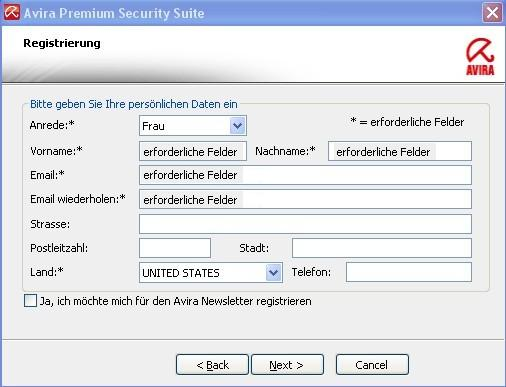 Avira Premium Security Suite
Registrierung
AVIRA
Bitte geben Sie Ihre persönlichen Daten ein
Anrede:* Frau * = erforderliche Felder
Vorname:* erforderliche Felder Nachname:* erforderliche Felder
Email:* erforderliche Felder
Email wiederholen:* erforderliche Felder
Strasse:
Postleitzahl: Stadt:
Land:* UNITED STATES Telefon:
Ja, ich möchte mich für den Avira Newsletter registrieren
< Back Next > Cancel